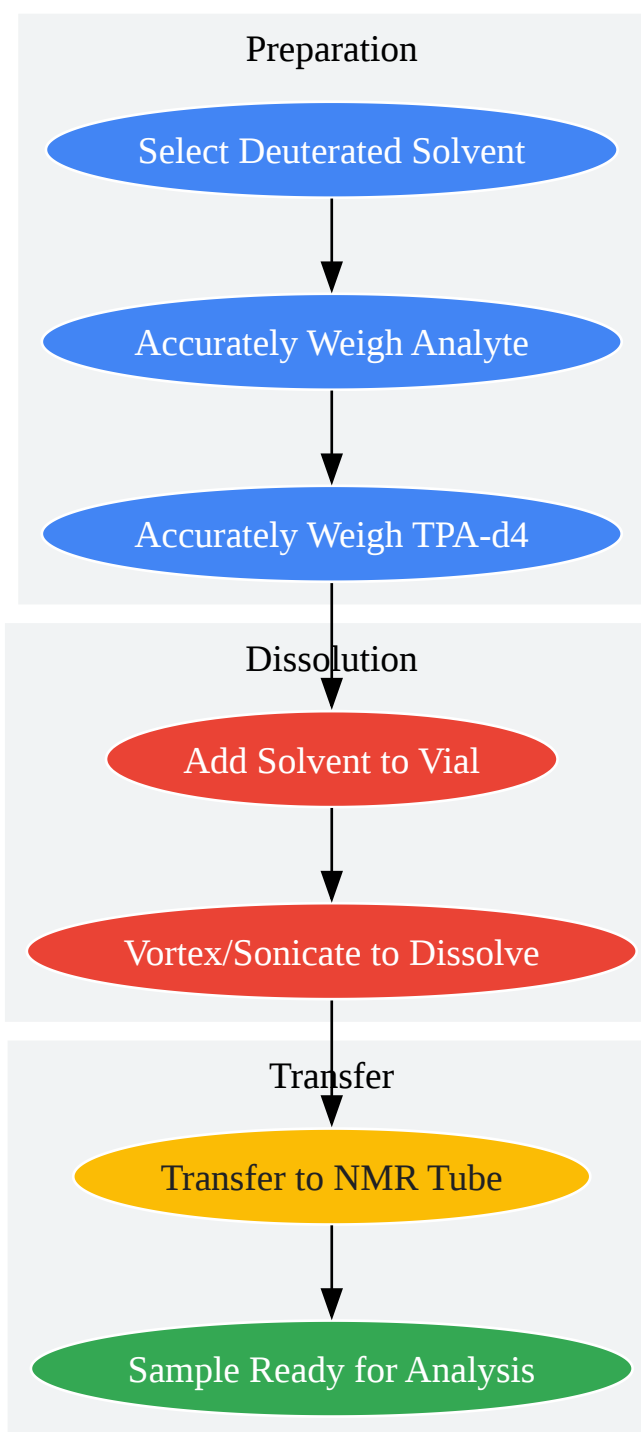 Preparation
Select Deuterated Solvent
Accurately Weigh Analyte
Accurately Weigh TPA-d4
Dissolution
Add Solvent to Vial
Vortex/Sonicate to Dissolve
Transfer
Transfer to NMR Tube
Sample Ready for Analysis